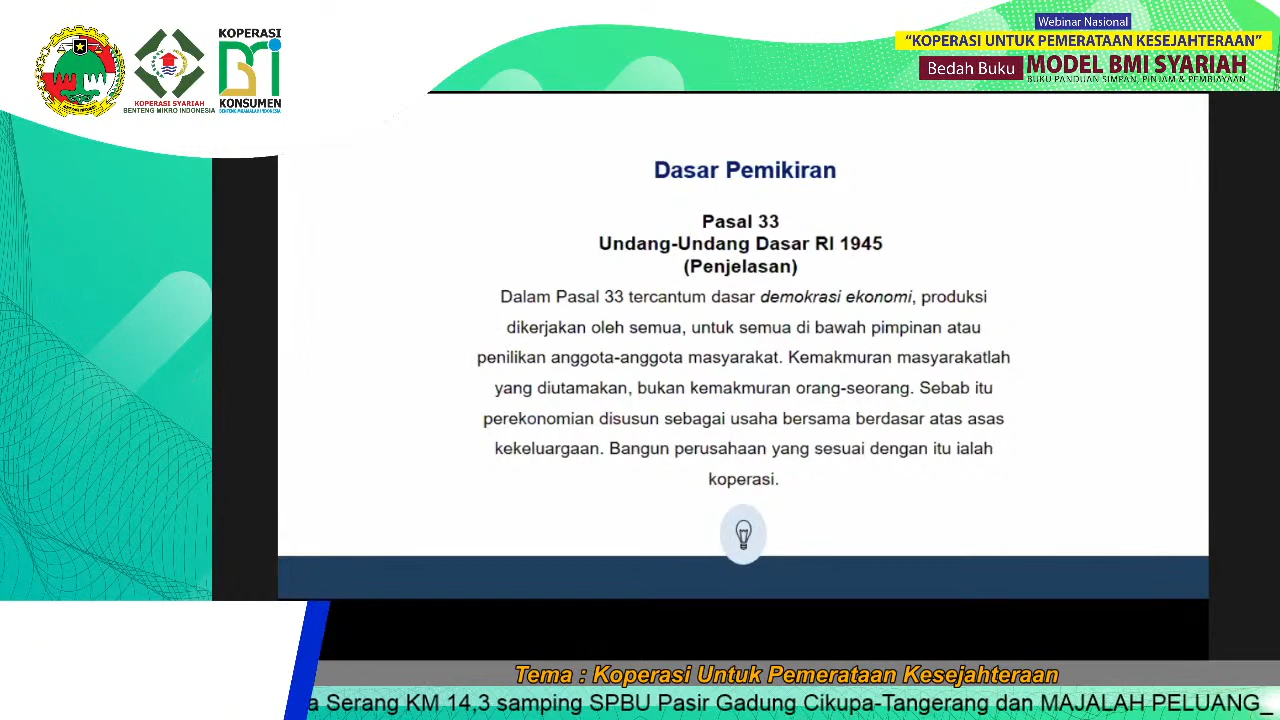 KOPERASI SYARIAH
BENTENG MIKRO INDONESIA
KOPERASI
BMI
KONSUMEN
BENTENG MUAMALAH INDONESIA
Webinar Nasional
“KOPERASI UNTUK PEMERATAAN KESEJAHTERAAN”
Bedah Buku MODEL BMI SYARIAH
BUKU PANDUAN SIMPAN, PINJAM & PEMBIAYAAN
Dasar Pemikiran
Pasal 33
Undang-Undang Dasar RI 1945
(Penjelasan)
Dalam Pasal 33 tercantum dasar demokrasi ekonomi, produksi
dikerjakan oleh semua, untuk semua di bawah pimpinan atau
penilikan anggota-anggota masyarakat. Kemakmuran masyarakatlah
yang diutamakan, bukan kemakmuran orang-seorang. Sebab itu
perekonomian disusun sebagai usaha bersama berdasar atas asas
kekeluargaan. Bangun perusahaan yang sesuai dengan itu ialah
koperasi.
Tema : Koperasi Untuk Pemerataan Kesejahteraan
a Serang KM 14,3 samping SPBU Pasir Gadung Cikupa-Tangerang dan MAJALAH PELUANG_